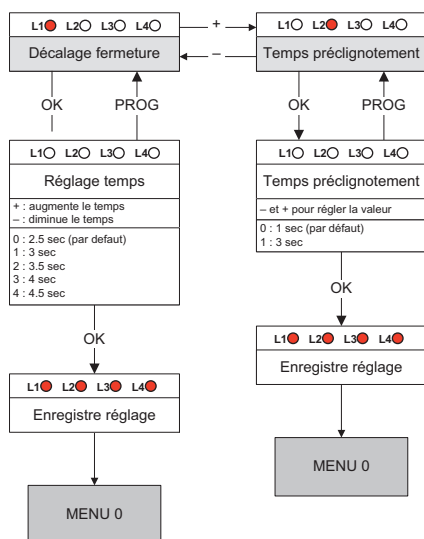 L1 L2 L3 L4
Décalage fermeture
OK
PROG
L1 L2 L3 L4
Réglage temps
+ : augmente le temps
– : diminue le temps
0 : 2.5 sec (par defaut)
1 : 3 sec
2 : 3.5 sec
3 : 4 sec
4 : 4.5 sec
OK
L1 L2 L3 L4
Enregistre réglage
MENU 0
+
–
L1 L2 L3 L4
Temps préclignotement
OK
PROG
L1 L2 L3 L4
Temps préclignotement
– et + pour régler la valeur
0 : 1 sec (par défaut)
1 : 3 sec
OK
L1 L2 L3 L4
Enregistre réglage
MENU 0